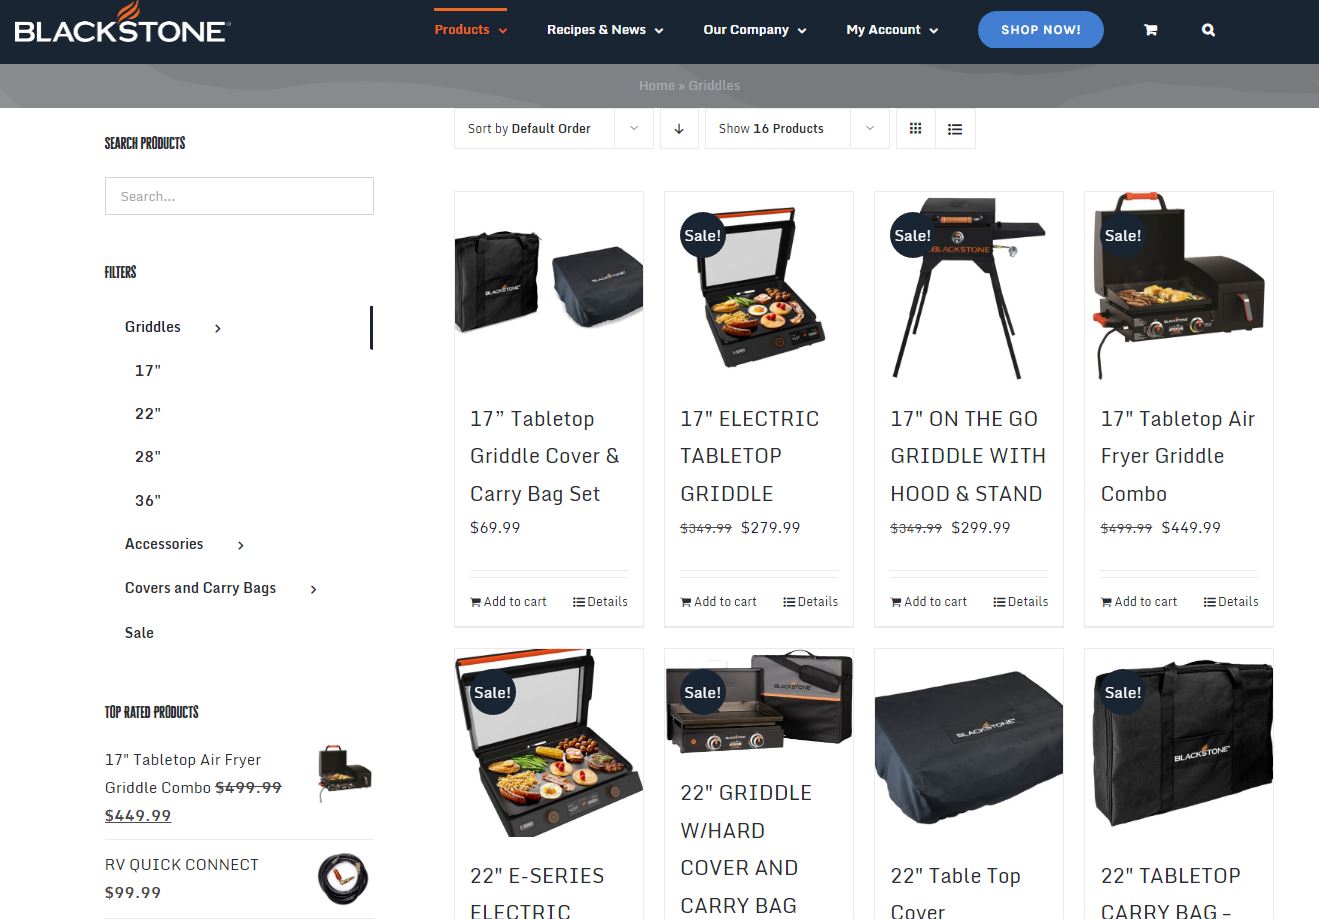 BLACKSTONE
Products
Recipes & News
Our Company
My Account
SHOP NOW!
Home » Griddles
SEARCH PRODUCTS
Search...
FILTERS
Griddles
17"
22"
28"
36"
Accessories
Covers and Carry Bags
Sale
TOP RATED PRODUCTS
17" Tabletop Air Fryer
Griddle Combo $499.99
$449.99
RV QUICK CONNECT
$99.99
Sort by Default Order
Show 16 Products
BLACKSTONE
BLACKSTONE
17” Tabletop
Griddle Cover &
Carry Bag Set
$69.99
Add to cart
Details
Sale!
17" ELECTRIC
TABLETOP
GRIDDLE
$349.99 $279.99
Add to cart
Details
Sale!
BLACKSTONE
17" ON THE GO
GRIDDLE WITH
HOOD & STAND
$349.99 $299.99
Add to cart
Details
Sale!
17" Tabletop Air
Fryer Griddle
Combo
$499.99 $449.99
Add to cart
Details
Sale!
22" E-SERIES
ELECTRIC
Sale!
BLACKSTONE
22" GRIDDLE
W/HARD
COVER AND
CARRY BAG
BLACKSTONE
22" Table Top
Cover
Sale!
BLACKSTONE
22" TABLETOP
CARRY BAG –